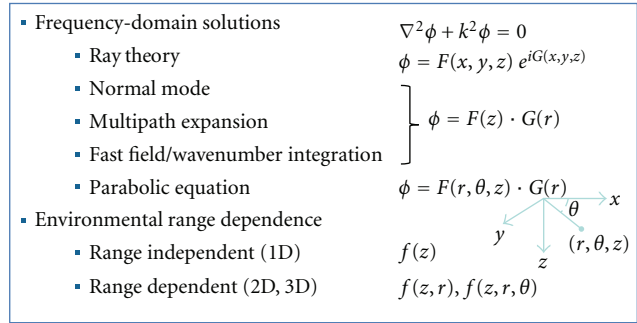 ▪ Frequency-domain solutions ∇²ϕ + k²ϕ = 0
▪ Ray theory ϕ = F(x, y, z) e^{iG(x,y,z)}
▪ Normal mode
▪ Multipath expansion ϕ = F(z) · G(r)
▪ Fast field/wavenumber integration
▪ Parabolic equation ϕ = F(r, θ, z) · G(r)
▪ Environmental range dependence
x
θ
y
(r, θ, z)
▪ Range independent (1D) f(z)
z
▪ Range dependent (2D, 3D) f(z, r), f(z, r, θ)